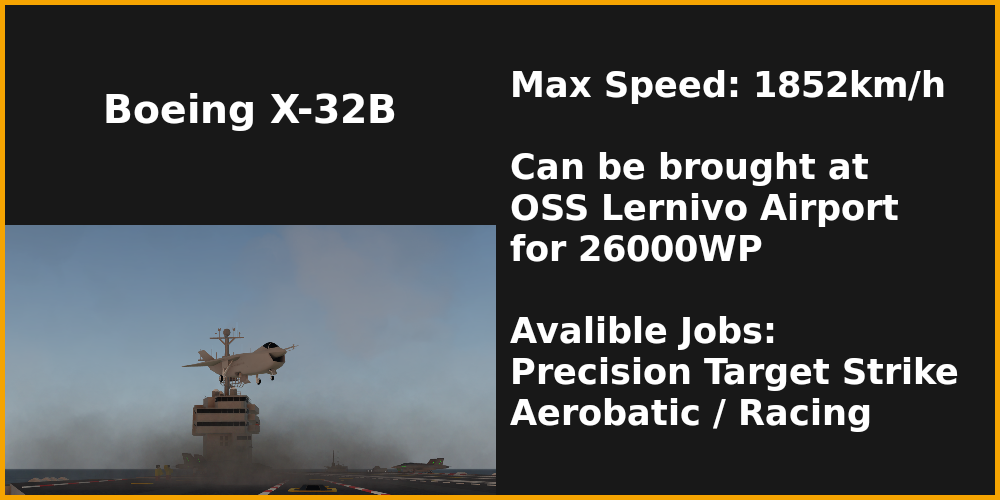 Boeing X-32B
Max Speed: 1852km/h
Can be brought at
OSS Lernivo Airport
for 26000WP
Avalible Jobs:
Precision Target Strike
Aerobatic / Racing